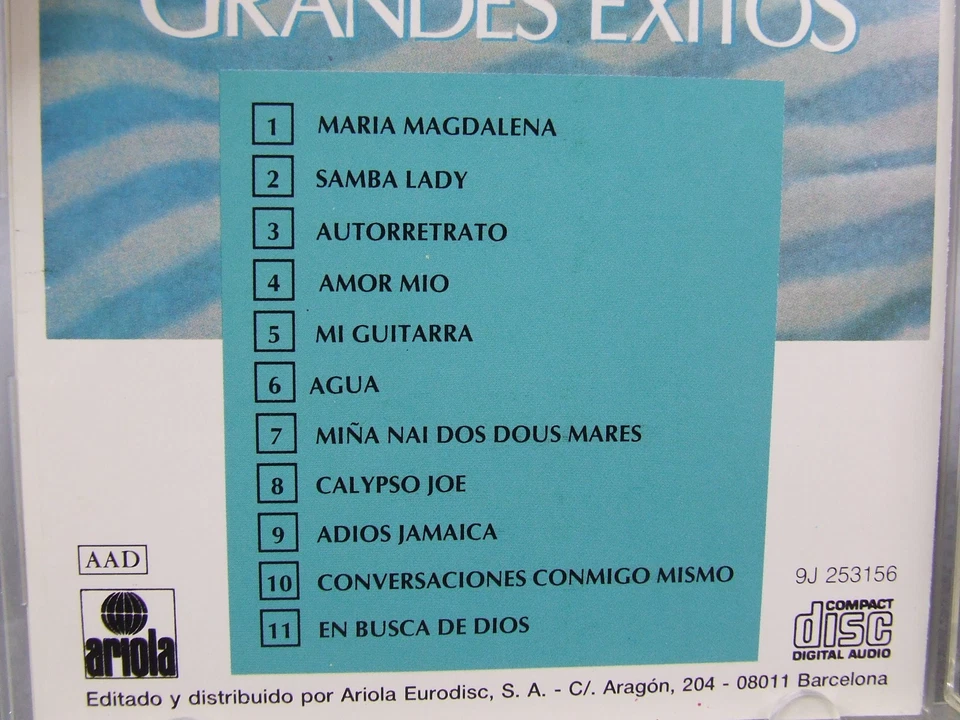 GRANDES EXITOS
1 MARIA MAGDALENA
2 SAMBA LADY
3 AUTORRETRATO
4 AMOR MIO
5 MI GUITARRA
6 AGUA
7 MIÑA NAI DOS DOUS MARES
8 CALYPSO JOE
9 ADIOS JAMAICA
10 CONVERSACIONES CONMIGO MISMO
11 EN BUSCA DE DIOS
AAD
ariola
9J 253156
COMPACT
disc
DIGITAL AUDIO
Editado y distribuido por Ariola Eurodisc, S. A. - C/. Aragón, 204 - 08011 Barcelona